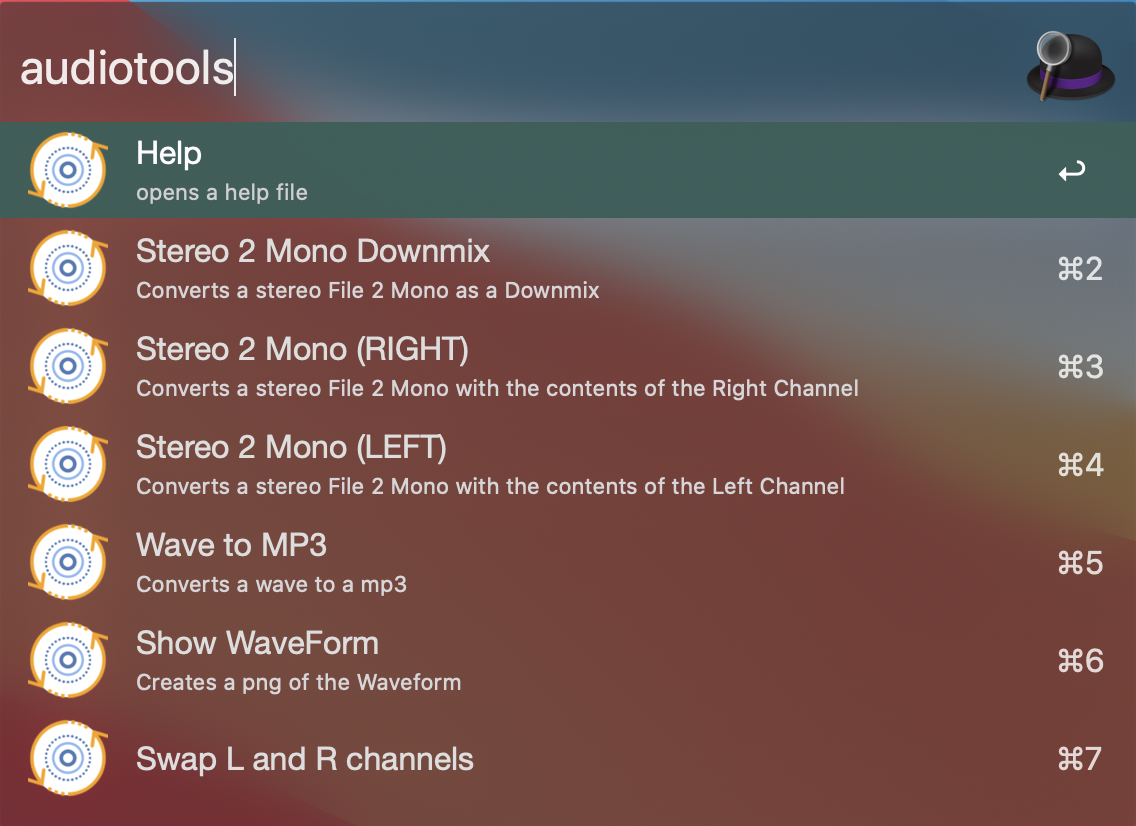 audiotools
Help
opens a help file
↩
Stereo 2 Mono Downmix
Converts a stereo File 2 Mono as a Downmix
⌘2
Stereo 2 Mono (RIGHT)
Converts a stereo File 2 Mono with the contents of the Right Channel
⌘3
Stereo 2 Mono (LEFT)
Converts a stereo File 2 Mono with the contents of the Left Channel
⌘4
Wave to MP3
Converts a wave to a mp3
⌘5
Show WaveForm
Creates a png of the Waveform
⌘6
Swap L and R channels
⌘7